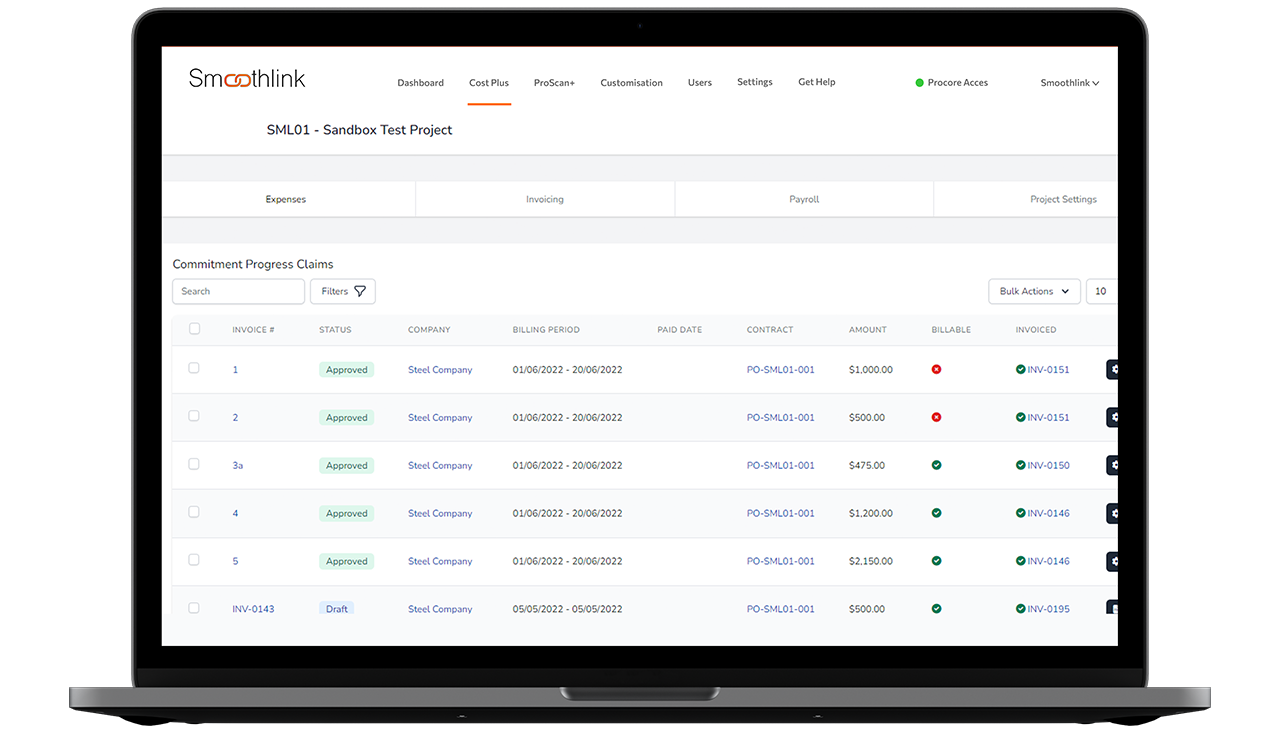 Smoothlink Dashboard Cost Plus ProScan+ Customisation Users Settings Get Help Procore Acces Smoothlink
SML01 - Sandbox Test Project
Expenses Invoicing Payroll Project Settings
Commitment Progress Claims
Search Filters Bulk Actions 10
INVOICE # STATUS COMPANY BILLING PERIOD PAID DATE CONTRACT AMOUNT BILLABLE INVOICED
1 Approved Steel Company 01/06/2022 - 20/06/2022 PO-SML01-001 $1,000.00 INV-0151
2 Approved Steel Company 01/06/2022 - 20/06/2022 PO-SML01-001 $500.00 INV-0151
3a Approved Steel Company 01/06/2022 - 20/06/2022 PO-SML01-001 $475.00 INV-0150
4 Approved Steel Company 01/06/2022 - 20/06/2022 PO-SML01-001 $1,200.00 INV-0146
5 Approved Steel Company 01/06/2022 - 20/06/2022 PO-SML01-001 $2,150.00 INV-0146
INV-0143 Draft Steel Company 05/05/2022 - 05/05/2022 PO-SML01-001 $500.00 INV-0195